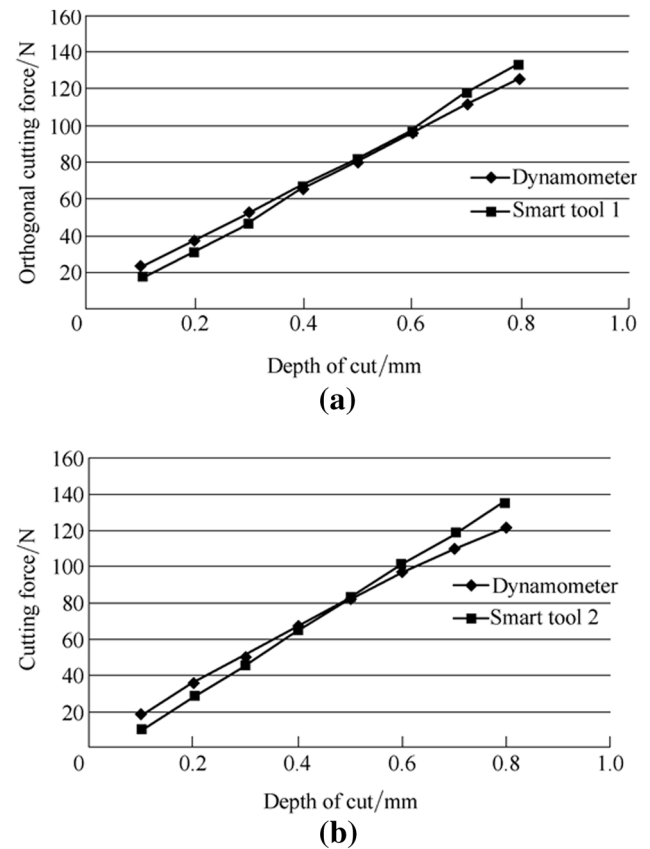 160
140
120
100
80
60
40
20
0 0.2 0.4 0.6 0.8 1.0
Orthogonal cutting force/N
Dynamometer
Smart tool 1
Depth of cut/mm
(a)
160
140
120
100
80
60
40
20
0 0.2 0.4 0.6 0.8 1.0
Cutting force/N
Dynamometer
Smart tool 2
Depth of cut/mm
(b)